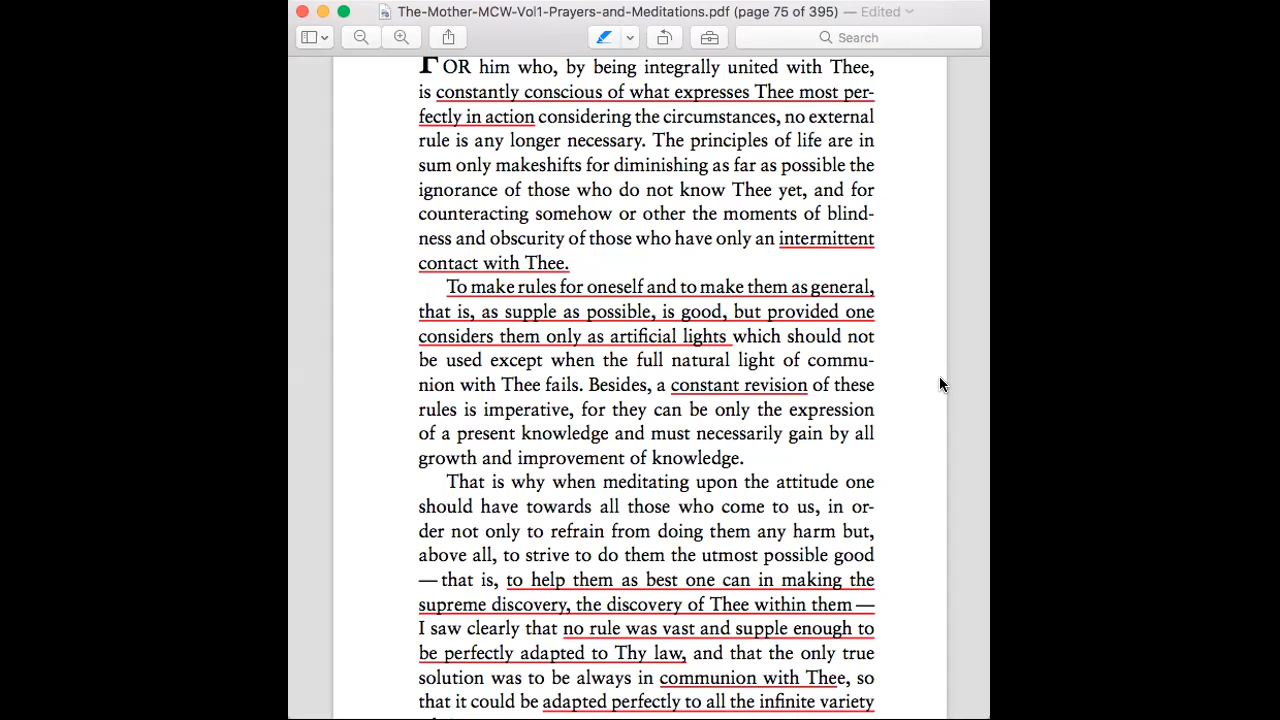 The-Mother-MCW-Vol1-Prayers-and-Meditations.pdf (page 75 of 395) — Edited
Search
FOR him who, by being integrally united with Thee,
is constantly conscious of what expresses Thee most per-
fectly in action considering the circumstances, no external
rule is any longer necessary. The principles of life are in
sum only makeshifts for diminishing as far as possible the
ignorance of those who do not know Thee yet, and for
counteracting somehow or other the moments of blind-
ness and obscurity of those who have only an intermittent
contact with Thee.
To make rules for oneself and to make them as general,
that is, as supple as possible, is good, but provided one
considers them only as artificial lights which should not
be used except when the full natural light of commu-
nion with Thee fails. Besides, a constant revision of these
rules is imperative, for they can be only the expression
of a present knowledge and must necessarily gain by all
growth and improvement of knowledge.
That is why when meditating upon the attitude one
should have towards all those who come to us, in or-
der not only to refrain from doing them any harm but,
above all, to strive to do them the utmost possible good
—that is, to help them as best one can in making the
supreme discovery, the discovery of Thee within them—
I saw clearly that no rule was vast and supple enough to
be perfectly adapted to Thy law, and that the only true
solution was to be always in communion with Thee, so
that it could be adapted perfectly to all the infinite variety